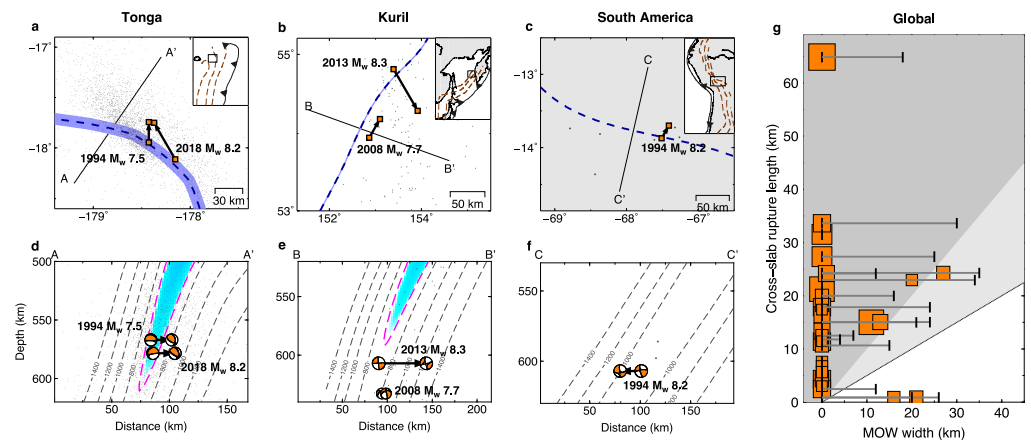 Tonga
Kuril
South America
Global
a
A'
A
−17°
−18°
−179°
−178°
1994 Mw 7.5
2018 Mw 8.2
30 km
b
55°
53°
152°
154°
2013 Mw 8.3
B
2008 Mw 7.7
B'
50 km
c
−13°
−14°
−69°
−68°
−67°
C
C'
1994 Mw 8.2
50 km
g
Cross−slab rupture length (km)
60
50
40
30
20
10
0
0
10
20
30
40
MOW width (km)
d
A
A'
500
550
600
Depth (km)
1994 Mw 7.5
2018 Mw 8.2
50
100
150
Distance (km)
e
B
B'
550
600
2013 Mw 8.3
2008 Mw 7.7
50
100
150
200
Distance (km)
f
C
C'
550
600
1994 Mw 8.2
50
100
150
Distance (km)